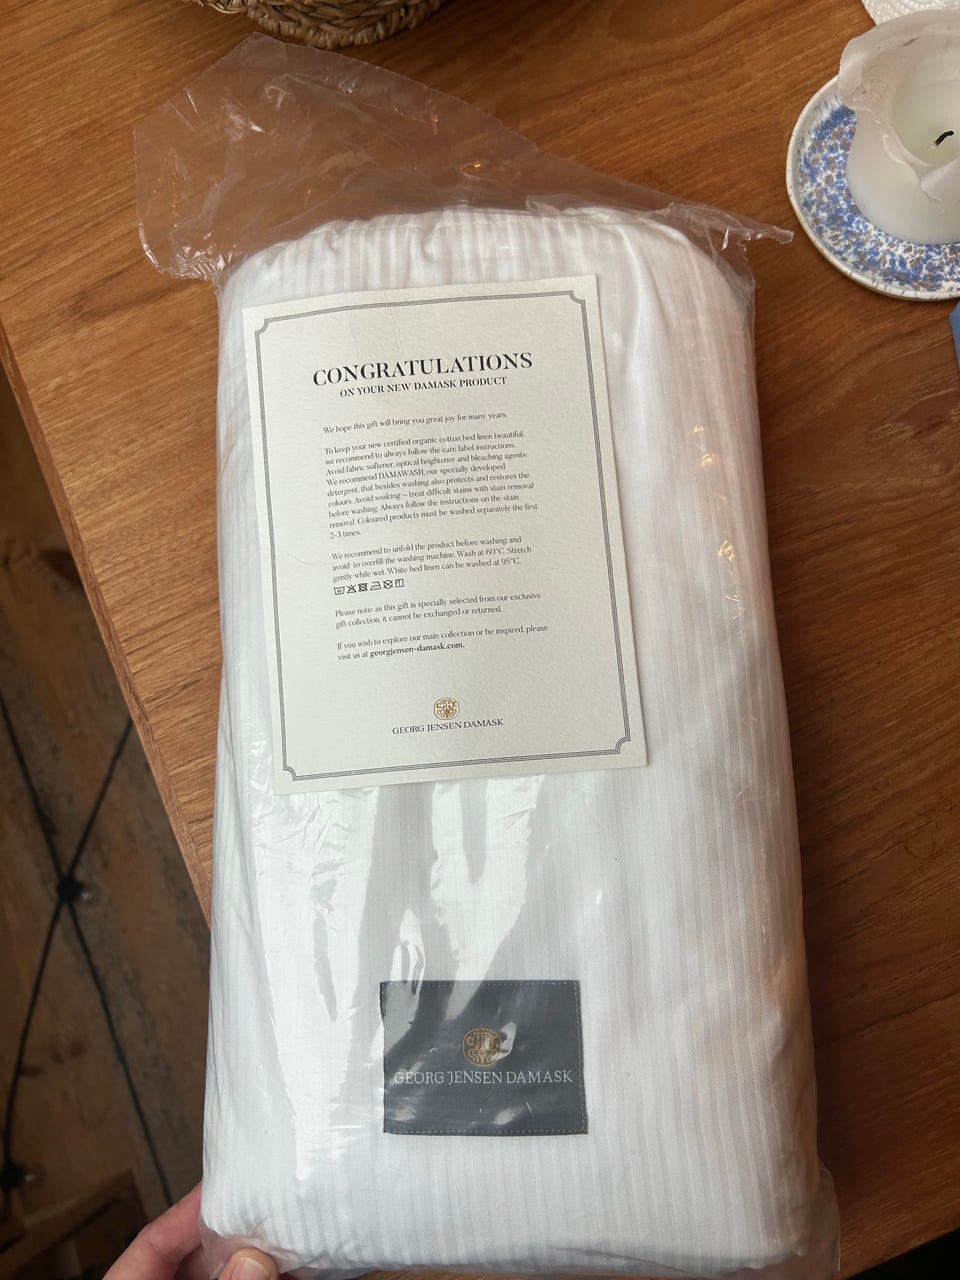 CONGRATULATIONS
ON YOUR NEW DAMASK PRODUCT
We hope this gift will bring you great joy for many years.
To keep your new certified organic cotton bed linen beautiful,
we recommend to always follow the care label instructions.
Avoid fabric softener, optical brightener and bleaching agents.
We recommend DAMAWASH, our specially developed
detergent, that besides washing also protects and restores the
colours. Avoid soaking – treat difficult stains with stain removal
before washing. Always follow the instructions on the stain
removal. Coloured products must be washed separately the first
2-3 times.
We recommend to unfold the product before washing and
avoid to overfill the washing machine. Wash at 60°C. Stretch
gently while wet. White bed linen can be washed at 95°C.
Please note: as this gift is specially selected from our exclusive
gift collection, it cannot be exchanged or returned.
If you wish to explore our main collection or be inspired, please
visit us at georgjensen-damask.com.
GEORG JENSEN DAMASK
GEORG JENSEN DAMASK